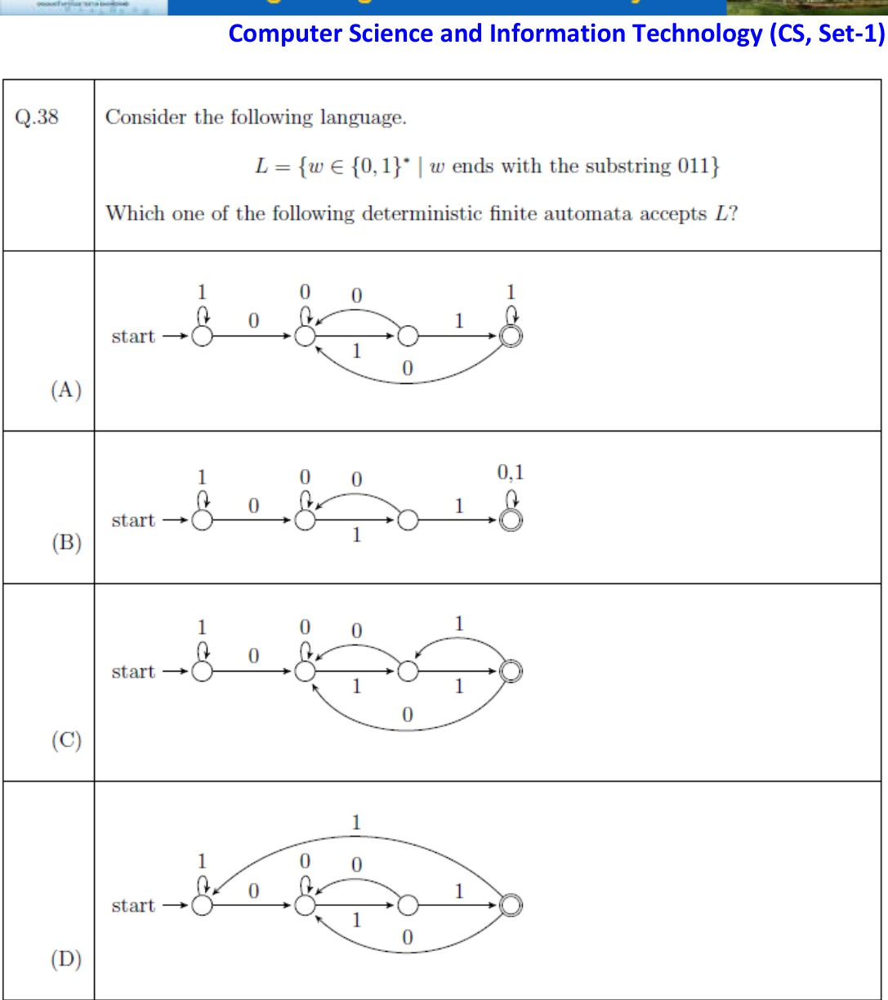 Computer Science and Information Technology (CS, Set-1)
Q.38
Consider the following language.
L = {w ∈ {0, 1}* | w ends with the substring 011}
Which one of the following deterministic finite automata accepts L?
1 0 0 1
start 0 1 1
0
(A)
1 0 0 0,1
start 0 1 1
(B)
1 0 0 1
start 0 1 1
0
(C)
1
1 0 0
start 0 1 1
0
(D)